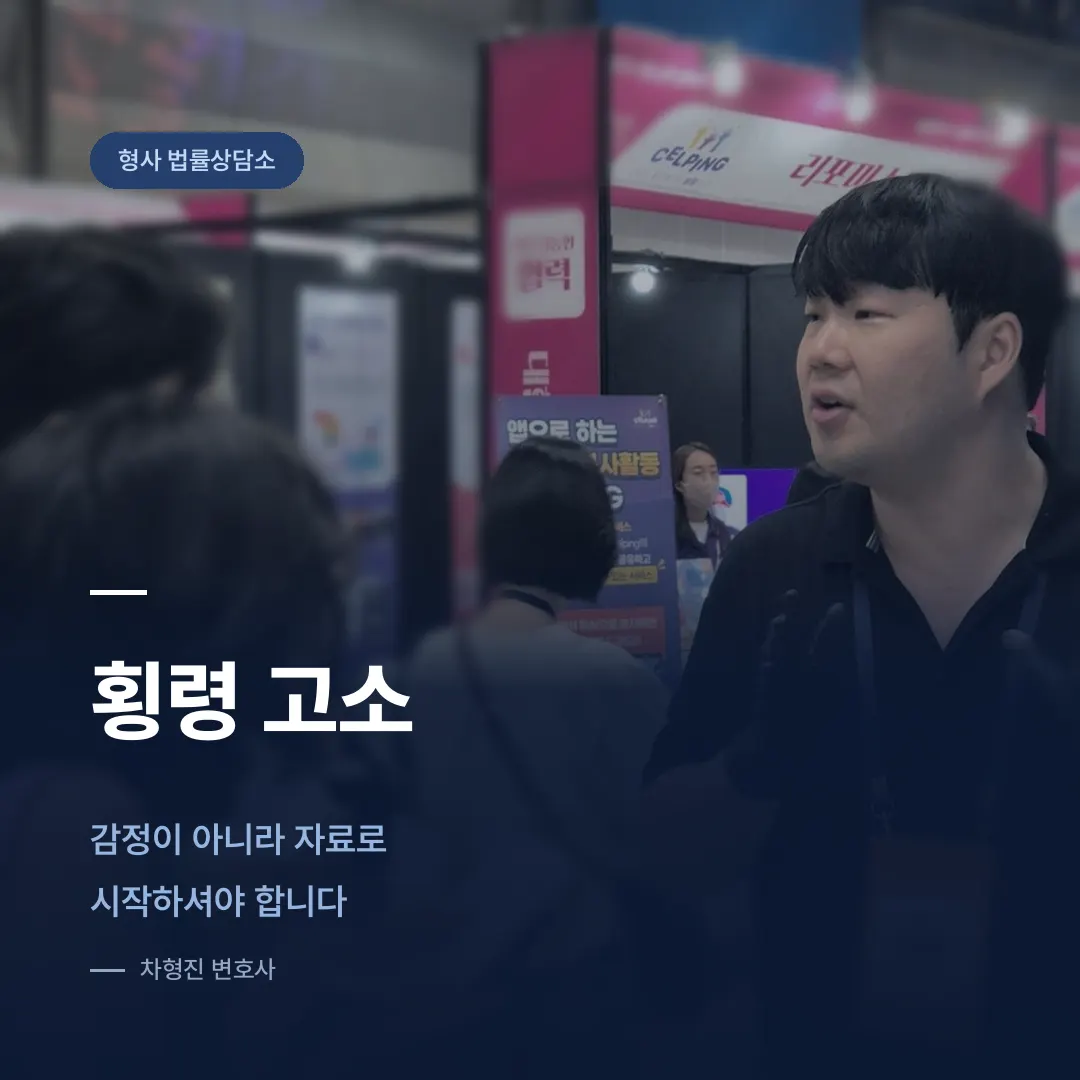 형사 법률상담소
CELPING
앱으로 하는
횡령 고소
감정이 아니라 자료로
시작하셔야 합니다
차형진 변호사